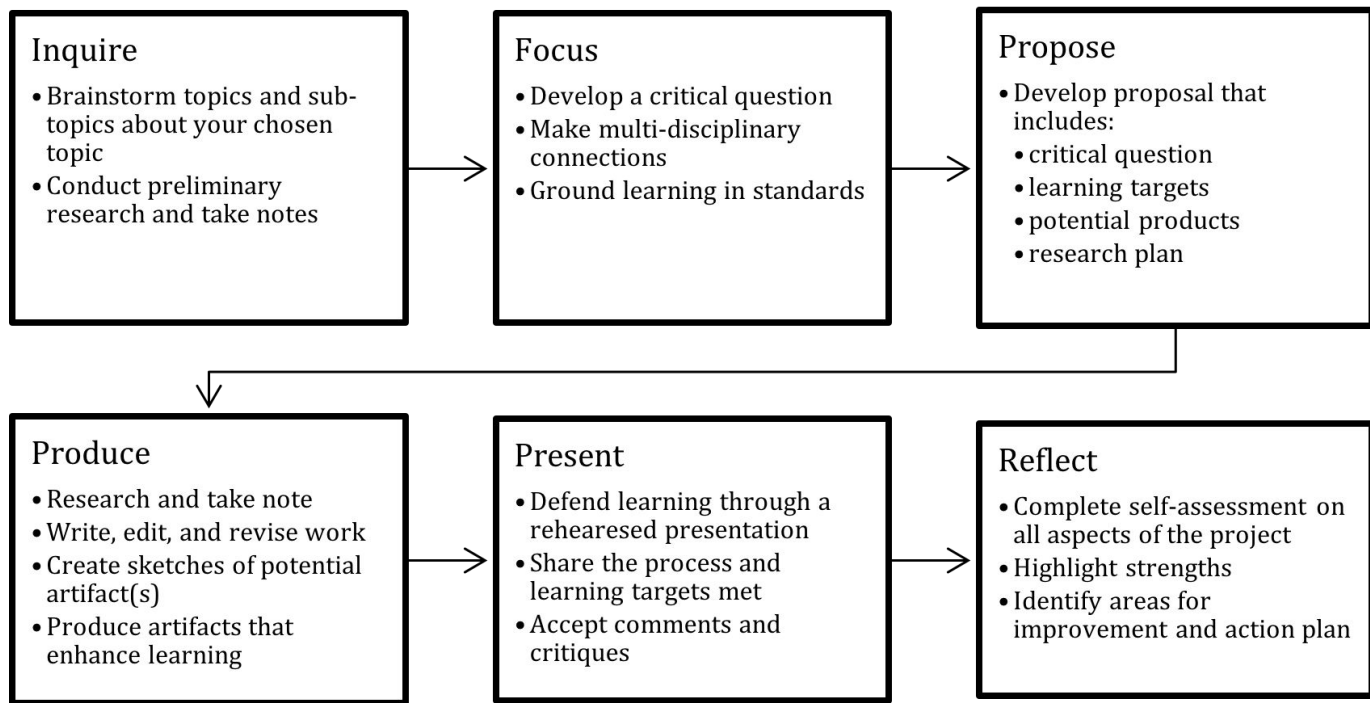 Inquire
• Brainstorm topics and sub-
topics about your chosen
topic
• Conduct preliminary
research and take notes
Focus
• Develop a critical question
• Make multi-disciplinary
connections
• Ground learning in standards
Propose
• Develop proposal that
includes:
• critical question
• learning targets
• potential products
• research plan
Produce
• Research and take note
• Write, edit, and revise work
• Create sketches of potential
artifact(s)
• Produce artifacts that
enhance learning
Present
• Defend learning through a
rehearesed presentation
• Share the process and
learning targets met
• Accept comments and
critiques
Reflect
• Complete self-assessment on
all aspects of the project
• Highlight strengths
• Identify areas for
improvement and action plan